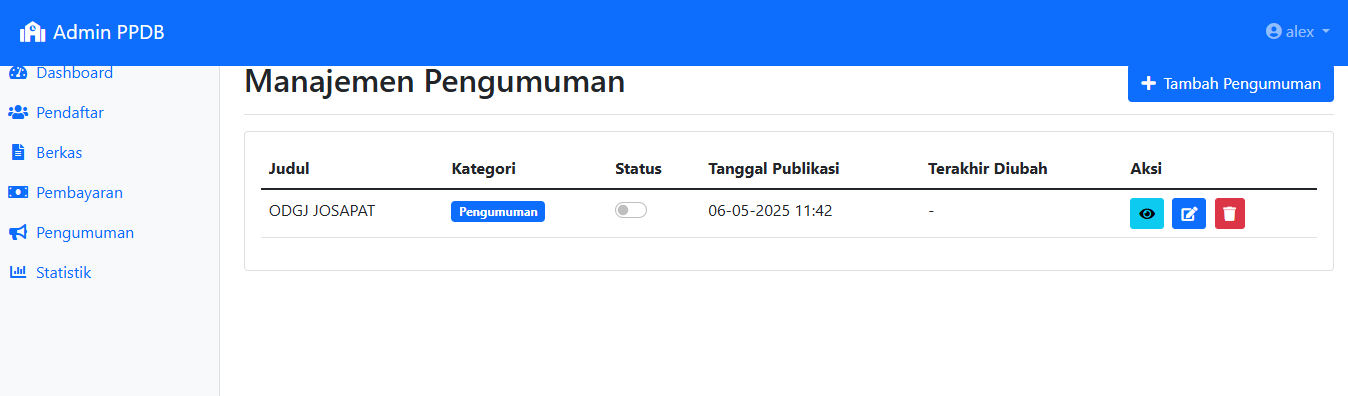 Admin PPDB
alex
Dashboard
Pendaftar
Berkas
Pembayaran
Pengumuman
Statistik
Manajemen Pengumuman
Tambah Pengumuman
Judul Kategori Status Tanggal Publikasi Terakhir Diubah Aksi
ODGJ JOSAPAT Pengumuman 06-05-2025 11:42 -